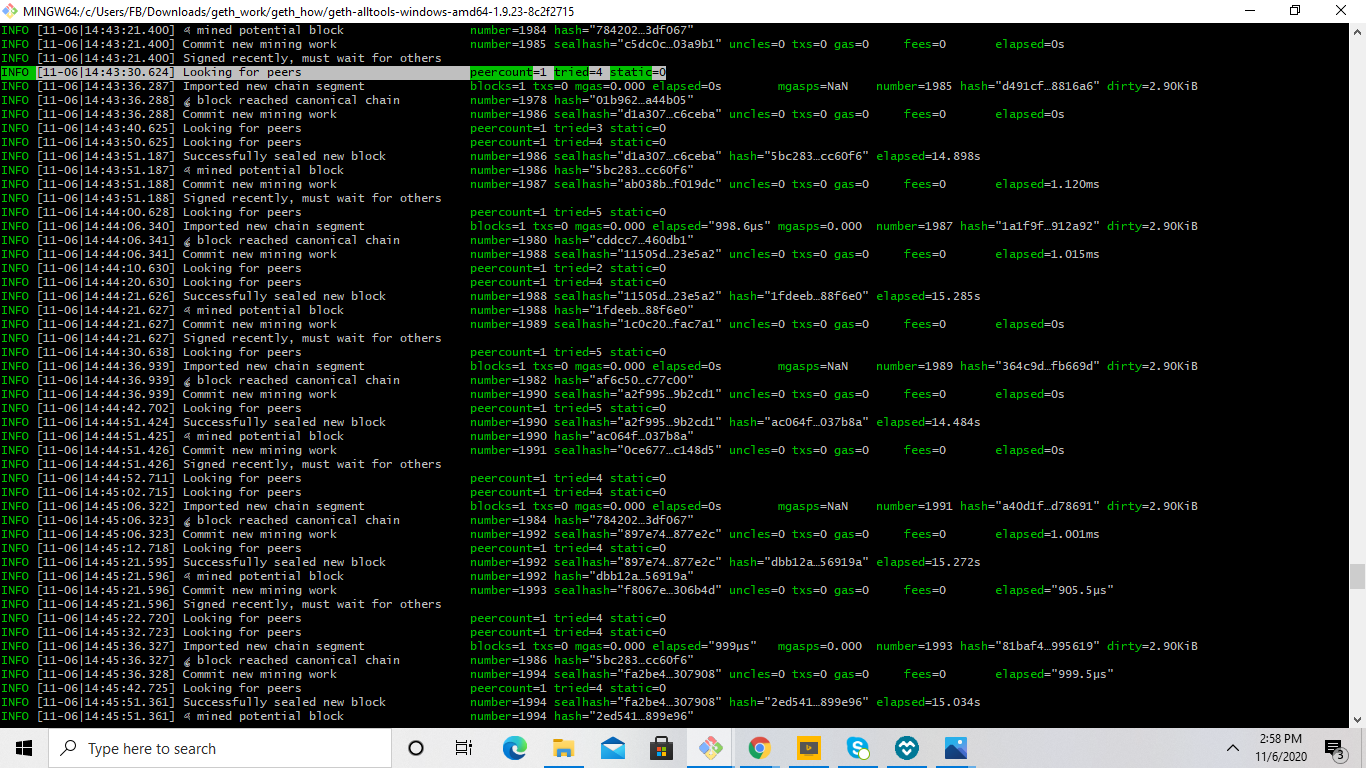 MINGW64:/c/Users/FB/Downloads/geth_work/geth_how/geth-alltools-windows-amd64-1.9.23-8c2f2715
INFO [11-06|14:43:21.400] mined potential block number=1984 hash="784202…3df067"
INFO [11-06|14:43:21.400] Commit new mining work number=1985 sealhash="c5dc0c…03a9b1" uncles=0 txs=0 gas=0 fees=0 elapsed=0s
INFO [11-06|14:43:21.400] Signed recently, must wait for others
INFO [11-06|14:43:30.624] Looking for peers peercount=1 tried=4 static=0
INFO [11-06|14:43:36.287] Imported new chain segment blocks=1 txs=0 mgas=0.000 elapsed=0s mgasps=NaN number=1985 hash="d491cf…8816a6" dirty=2.90KiB
INFO [11-06|14:43:36.288] block reached canonical chain number=1978 hash="01b962…a44b05"
INFO [11-06|14:43:36.288] Commit new mining work number=1986 sealhash="d1a307…c6ceba" uncles=0 txs=0 gas=0 fees=0 elapsed=0s
INFO [11-06|14:43:40.625] Looking for peers peercount=1 tried=3 static=0
INFO [11-06|14:43:50.625] Looking for peers peercount=1 tried=4 static=0
INFO [11-06|14:43:51.187] Successfully sealed new block number=1986 sealhash="d1a307…c6ceba" hash="5bc283…cc60f6" elapsed=14.898s
INFO [11-06|14:43:51.188] mined potential block number=1986 hash="5bc283…cc60f6"
INFO [11-06|14:43:51.188] Commit new mining work number=1987 sealhash="ab038b…f019dc" uncles=0 txs=0 gas=0 fees=0 elapsed=1.120ms
INFO [11-06|14:43:51.188] Signed recently, must wait for others
INFO [11-06|14:44:00.628] Looking for peers peercount=1 tried=5 static=0
INFO [11-06|14:44:06.340] Imported new chain segment blocks=1 txs=0 mgas=0.000 elapsed="998.6µs" mgasps=0.000 number=1987 hash="1a1f9f…912a92" dirty=2.90KiB
INFO [11-06|14:44:06.341] block reached canonical chain number=1980 hash="cddcc7…460db1"
INFO [11-06|14:44:06.341] Commit new mining work number=1988 sealhash="11505d…23e5a2" uncles=0 txs=0 gas=0 fees=0 elapsed=1.015ms
INFO [11-06|14:44:10.630] Looking for peers peercount=1 tried=2 static=0
INFO [11-06|14:44:20.630] Looking for peers peercount=1 tried=4 static=0
INFO [11-06|14:44:21.626] Successfully sealed new block number=1988 sealhash="11505d…23e5a2" hash="1fdeeb…88f6e0" elapsed=15.285s
INFO [11-06|14:44:21.627] mined potential block number=1988 hash="1fdeeb…88f6e0"
INFO [11-06|14:44:21.627] Commit new mining work number=1989 sealhash="1c0c20…fac7a1" uncles=0 txs=0 gas=0 fees=0 elapsed=0s
INFO [11-06|14:44:21.627] Signed recently, must wait for others
INFO [11-06|14:44:30.638] Looking for peers peercount=1 tried=5 static=0
INFO [11-06|14:44:36.939] Imported new chain segment blocks=1 txs=0 mgas=0.000 elapsed=0s mgasps=NaN number=1989 hash="364c9d…fb669d" dirty=2.90KiB
INFO [11-06|14:44:36.939] block reached canonical chain number=1982 hash="af6c50…c77c00"
INFO [11-06|14:44:36.939] Commit new mining work number=1990 sealhash="a2f995…9b2cd1" uncles=0 txs=0 gas=0 fees=0 elapsed=0s
INFO [11-06|14:44:42.702] Looking for peers peercount=1 tried=5 static=0
INFO [11-06|14:44:51.424] Successfully sealed new block number=1990 sealhash="a2f995…9b2cd1" hash="ac064f…037b8a" elapsed=14.484s
INFO [11-06|14:44:51.425] mined potential block number=1990 hash="ac064f…037b8a"
INFO [11-06|14:44:51.426] Commit new mining work number=1991 sealhash="0ce677…c148d5" uncles=0 txs=0 gas=0 fees=0 elapsed=0s
INFO [11-06|14:44:51.426] Signed recently, must wait for others
INFO [11-06|14:44:52.711] Looking for peers peercount=1 tried=4 static=0
INFO [11-06|14:45:02.715] Looking for peers peercount=1 tried=4 static=0
INFO [11-06|14:45:06.322] Imported new chain segment blocks=1 txs=0 mgas=0.000 elapsed=0s mgasps=NaN number=1991 hash="a40d1f…d78691" dirty=2.90KiB
INFO [11-06|14:45:06.323] block reached canonical chain number=1984 hash="784202…3df067"
INFO [11-06|14:45:06.323] Commit new mining work number=1992 sealhash="897e74…877e2c" uncles=0 txs=0 gas=0 fees=0 elapsed=1.001ms
INFO [11-06|14:45:12.718] Looking for peers peercount=1 tried=4 static=0
INFO [11-06|14:45:21.595] Successfully sealed new block number=1992 sealhash="897e74…877e2c" hash="dbb12a…56919a" elapsed=15.272s
INFO [11-06|14:45:21.596] mined potential block number=1992 hash="dbb12a…56919a"
INFO [11-06|14:45:21.596] Commit new mining work number=1993 sealhash="f8067e…306b4d" uncles=0 txs=0 gas=0 fees=0 elapsed="905.5µs"
INFO [11-06|14:45:21.596] Signed recently, must wait for others
INFO [11-06|14:45:22.720] Looking for peers peercount=1 tried=4 static=0
INFO [11-06|14:45:32.723] Looking for peers peercount=1 tried=4 static=0
INFO [11-06|14:45:36.327] Imported new chain segment blocks=1 txs=0 mgas=0.000 elapsed="999µs" mgasps=0.000 number=1993 hash="81baf4…995619" dirty=2.90KiB
INFO [11-06|14:45:36.327] block reached canonical chain number=1986 hash="5bc283…cc60f6"
INFO [11-06|14:45:36.328] Commit new mining work number=1994 sealhash="fa2be4…307908" uncles=0 txs=0 gas=0 fees=0 elapsed="999.5µs"
INFO [11-06|14:45:42.725] Looking for peers peercount=1 tried=4 static=0
INFO [11-06|14:45:51.361] Successfully sealed new block number=1994 sealhash="fa2be4…307908" hash="2ed541…899e96" elapsed=15.034s
INFO [11-06|14:45:51.361] mined potential block number=1994 hash="2ed541…899e96"
Type here to search
2:58 PM
11/6/2020
3